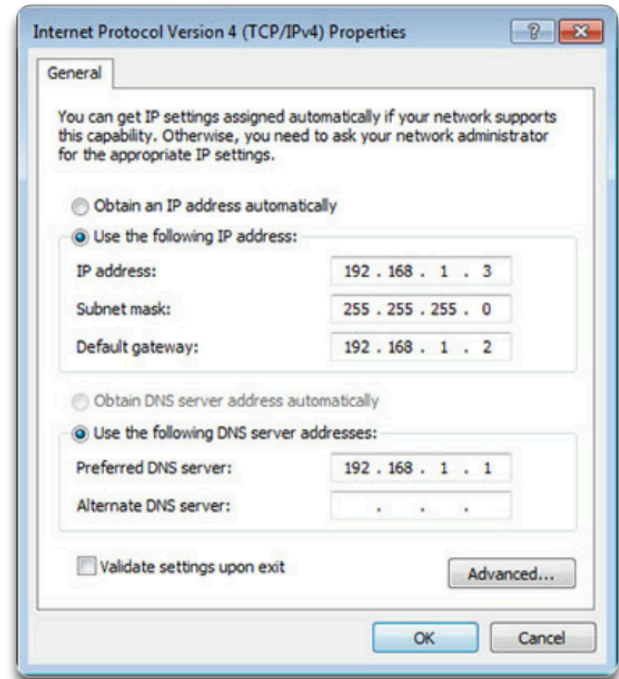 Internet Protocol Version 4 (TCP/IPv4) Properties
General
You can get IP settings assigned automatically if your network supports
this capability. Otherwise, you need to ask your network administrator
for the appropriate IP settings.
Obtain an IP address automatically
Use the following IP address:
IP address: 192 . 168 . 1 . 3
Subnet mask: 255 . 255 . 255 . 0
Default gateway: 192 . 168 . 1 . 2
Obtain DNS server address automatically
Use the following DNS server addresses:
Preferred DNS server: 192 . 168 . 1 . 1
Alternate DNS server: . . .
Validate settings upon exit
Advanced...
OK Cancel